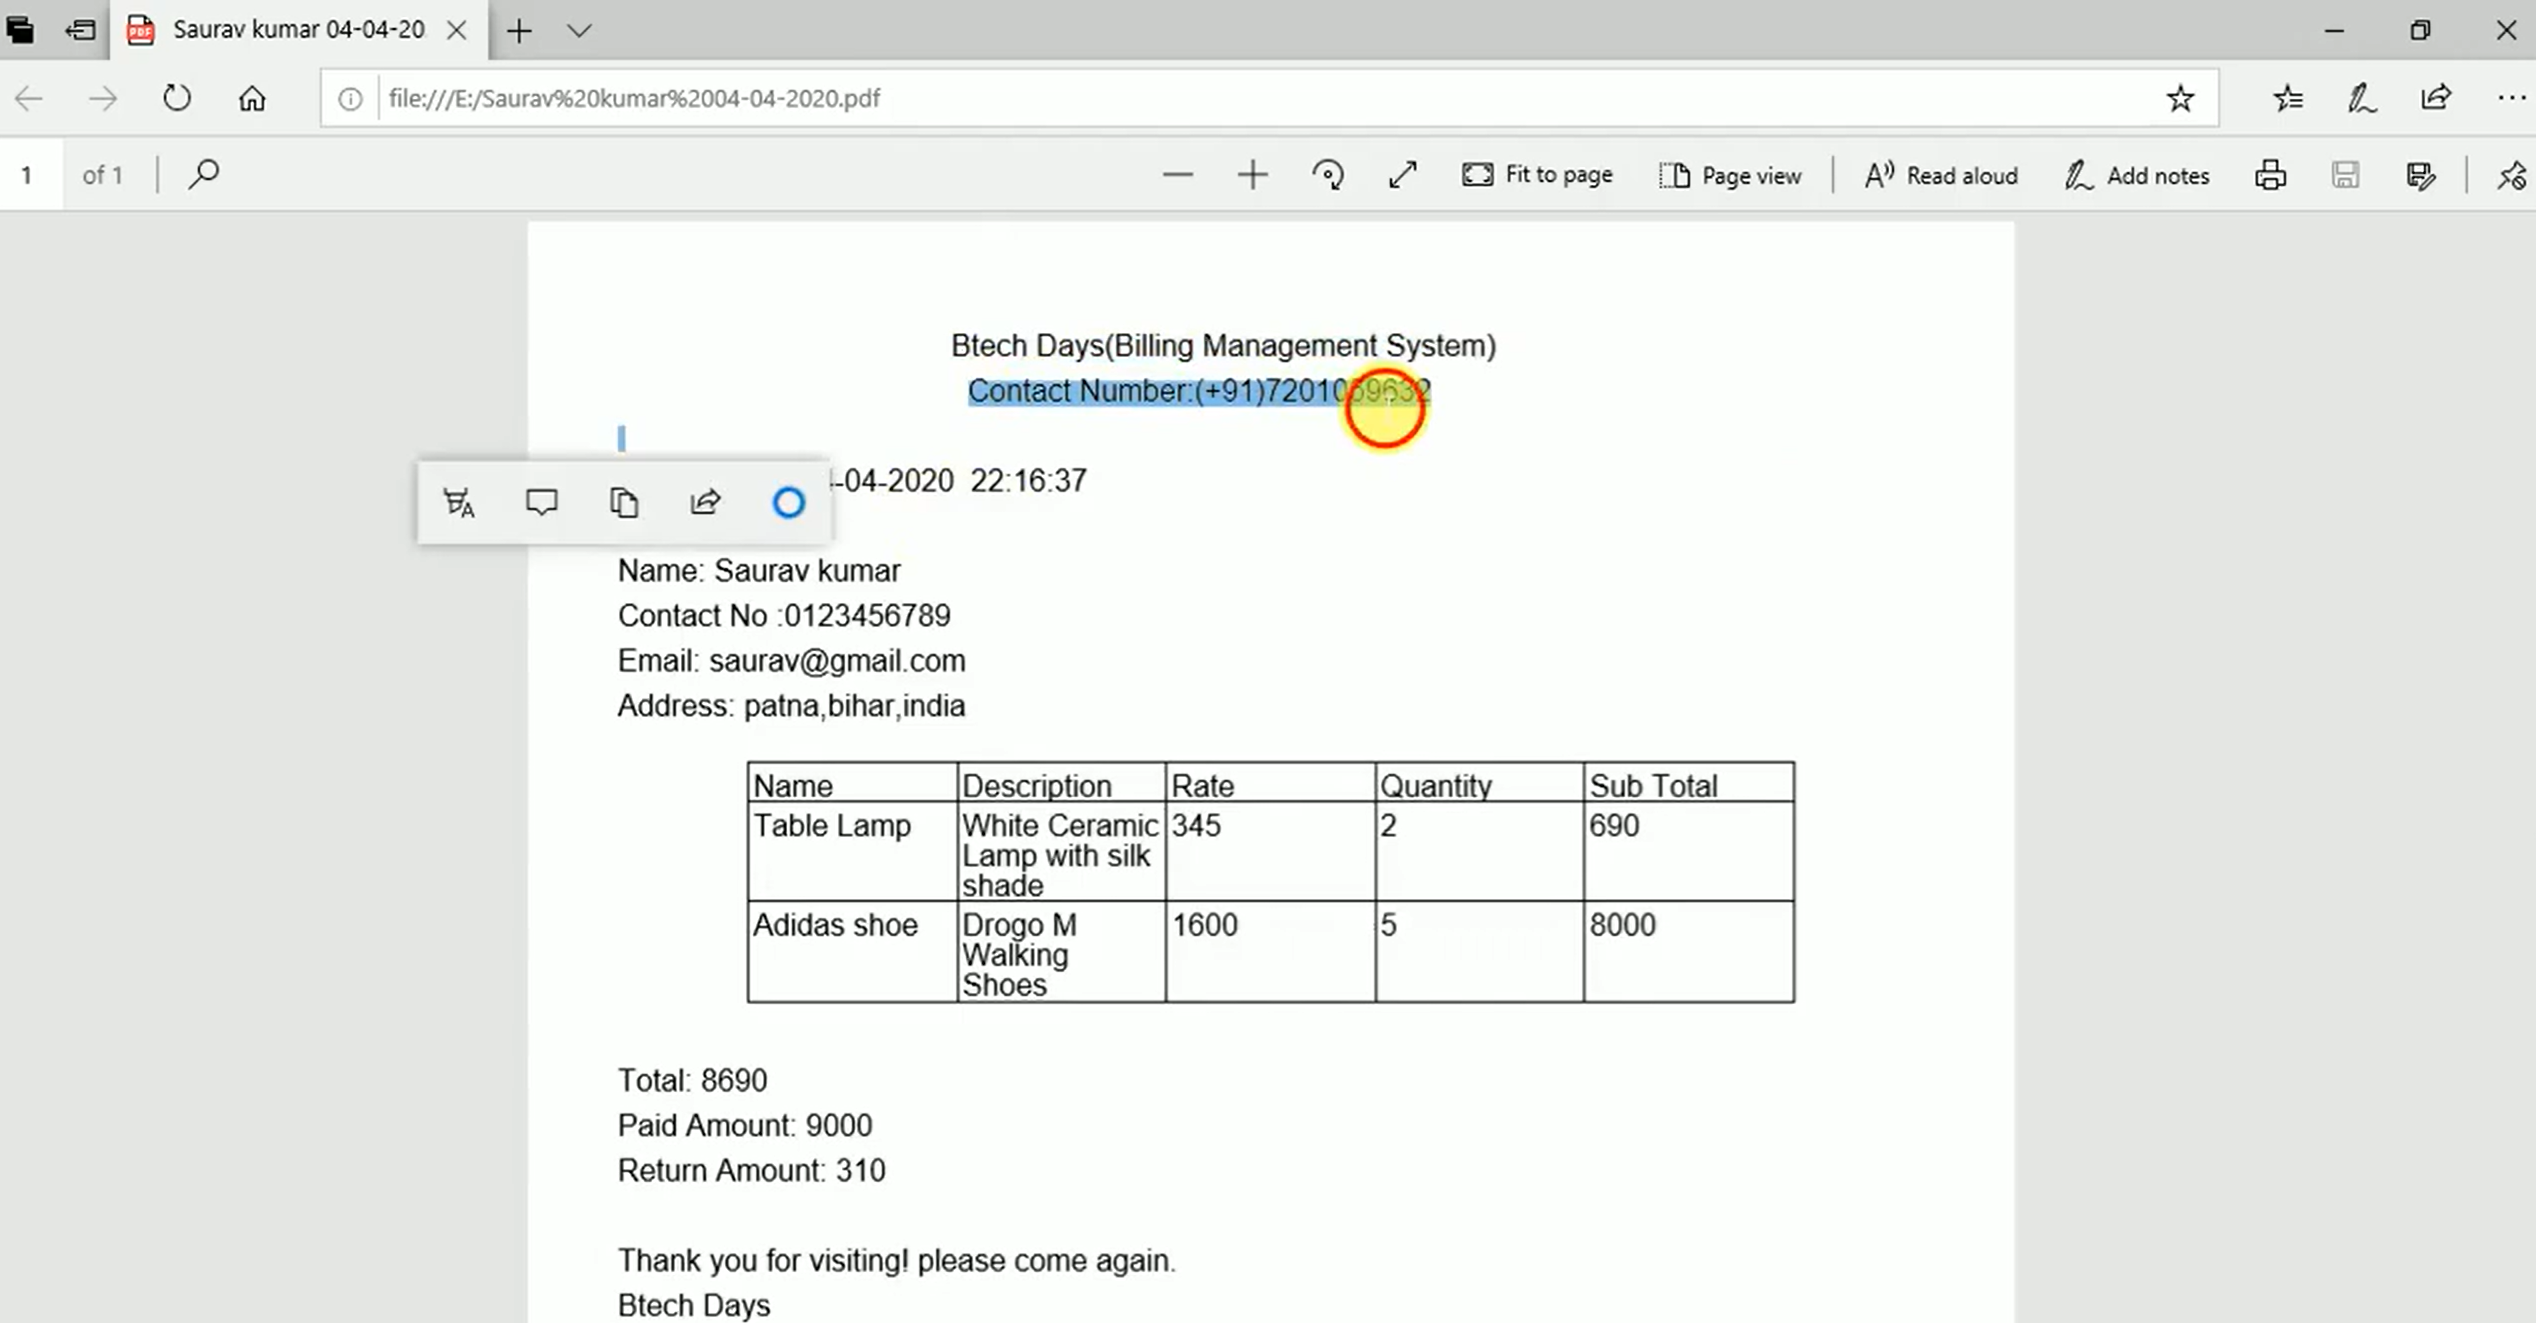 Saurav kumar 04-04-20
file:///E:/Saurav%20kumar%2004-04-2020.pdf
1 of 1 Fit to page Page view Read aloud Add notes
Btech Days(Billing Management System)
Contact Number:(+91)7201059632
-04-2020 22:16:37
Name: Saurav kumar
Contact No :0123456789
Email: saurav@gmail.com
Address: patna,bihar,india
Name Description Rate Quantity Sub Total
Table Lamp White Ceramic 345 2 690
Lamp with silk
shade
Adidas shoe Drogo M 1600 5 8000
Walking
Shoes
Total: 8690
Paid Amount: 9000
Return Amount: 310
Thank you for visiting! please come again.
Btech Days